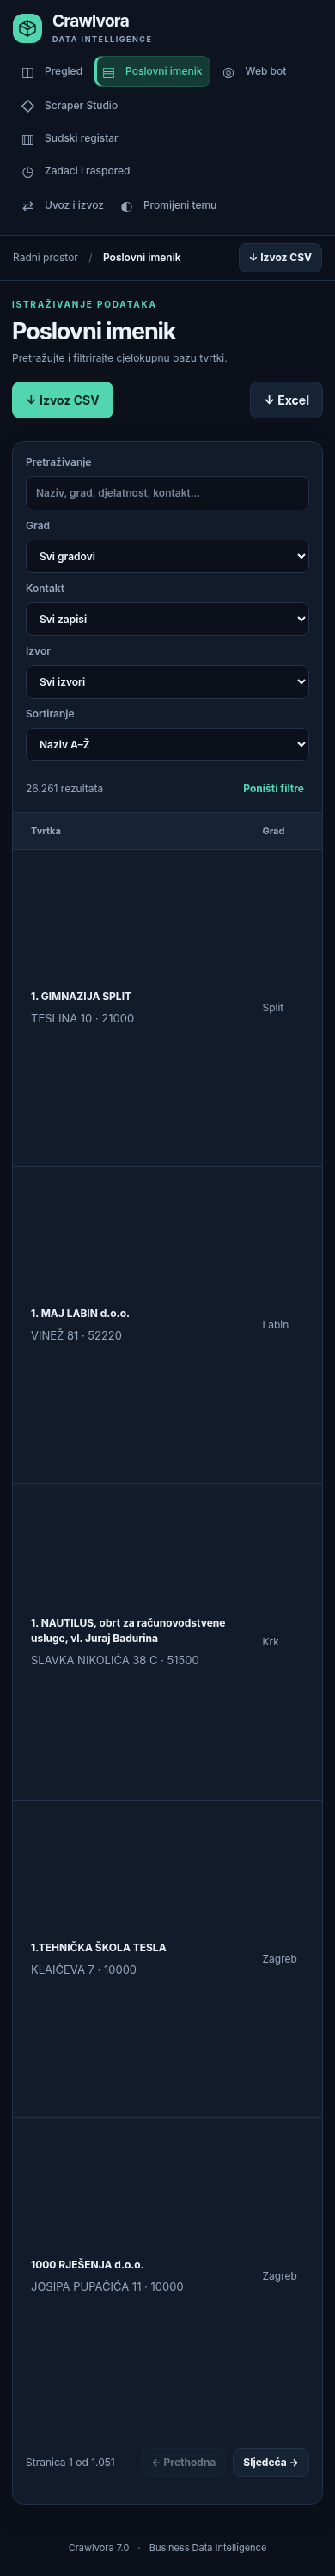 Crawlvora
DATA INTELLIGENCE
Pregled
Poslovni imenik
Web bot
Scraper Studio
Sudski registar
Zadaci i raspored
Uvoz i izvoz
Promijeni temu
Radni prostor / Poslovni imenik
↓ Izvoz CSV
ISTRAŽIVANJE PODATAKA
Poslovni imenik
Pretražujte i filtrirajte cjelokupnu bazu tvrtki.
↓ Izvoz CSV
↓ Excel
Pretraživanje
Naziv, grad, djelatnost, kontakt...
Grad
Svi gradovi
Kontakt
Svi zapisi
Izvor
Svi izvori
Sortiranje
Naziv A–Ž
26.261 rezultata
Poništi filtre
Tvrtka
Grad
1. GIMNAZIJA SPLIT
TESLINA 10 · 21000
Split
1. MAJ LABIN d.o.o.
VINEŽ 81 · 52220
Labin
1. NAUTILUS, obrt za računovodstvene
usluge, vl. Juraj Badurina
SLAVKA NIKOLIĆA 38 C · 51500
Krk
1.TEHNIČKA ŠKOLA TESLA
KLAIĆEVA 7 · 10000
Zagreb
1000 RJEŠENJA d.o.o.
JOSIPA PUPAČIĆA 11 · 10000
Zagreb
Stranica 1 od 1.051
← Prethodna
Sljedeća →
Crawlvora 7.0 · Business Data Intelligence